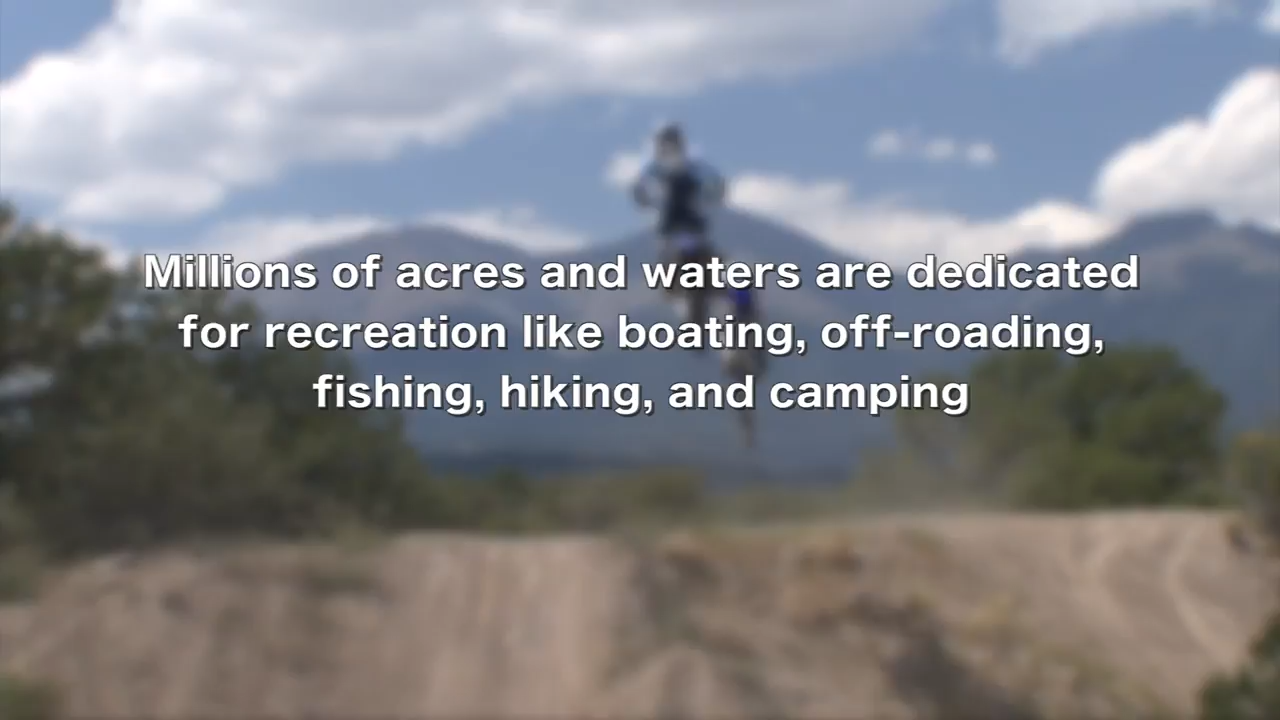 Millions of acres and waters are dedicated
for recreation like boating, off-roading,
fishing, hiking, and camping